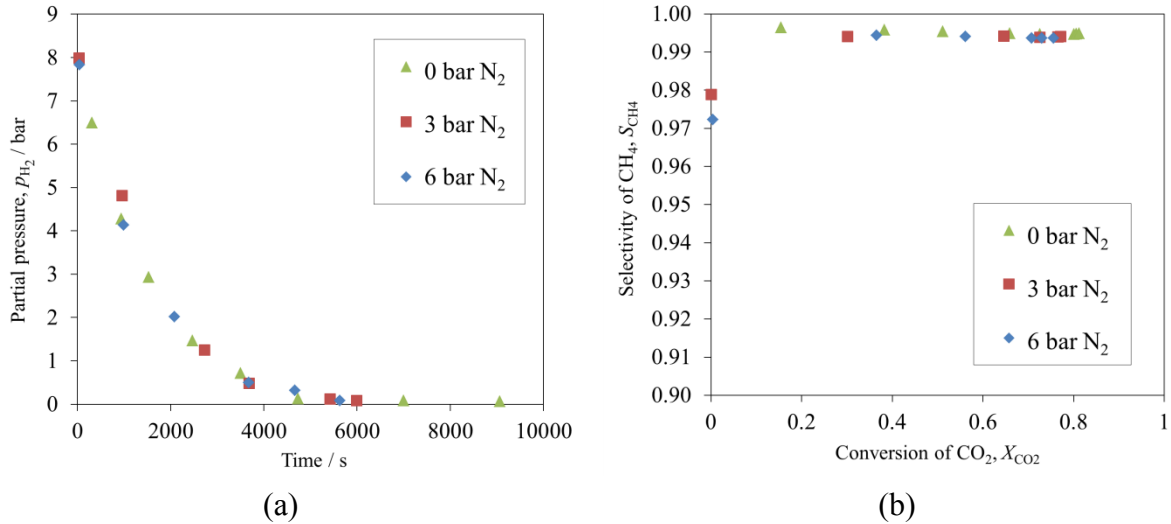 9
8
7
6
5
4
3
2
1
0
0 2000 4000 6000 8000 10000
Partial pressure, p_H₂ / bar
Time / s
0 bar N₂
3 bar N₂
6 bar N₂
(a)
1.00
0.99
0.98
0.97
0.96
0.95
0.94
0.93
0.92
0.91
0.90
0 0.2 0.4 0.6 0.8 1
Selectivity of CH₄, S_CH4
Conversion of CO₂, X_CO2
0 bar N₂
3 bar N₂
6 bar N₂
(b)